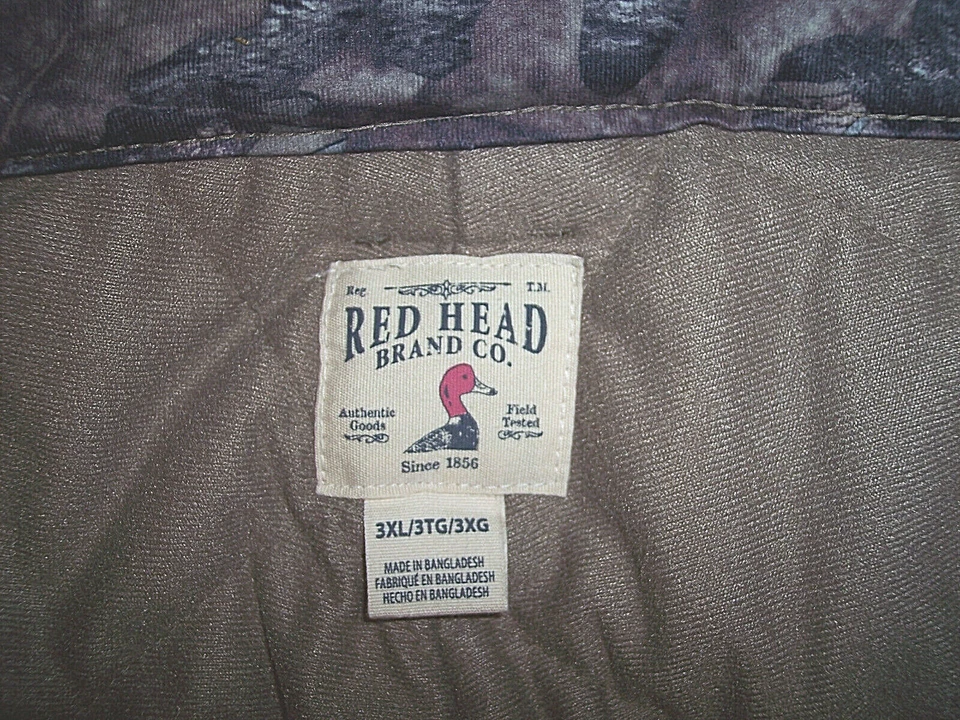 Reg. T.M.
RED HEAD
BRAND CO.
Authentic Field
Goods Tested
Since 1856
3XL/3TG/3XG
MADE IN BANGLADESH
FABRIQUÉ EN BANGLADESH
HECHO EN BANGLADESH